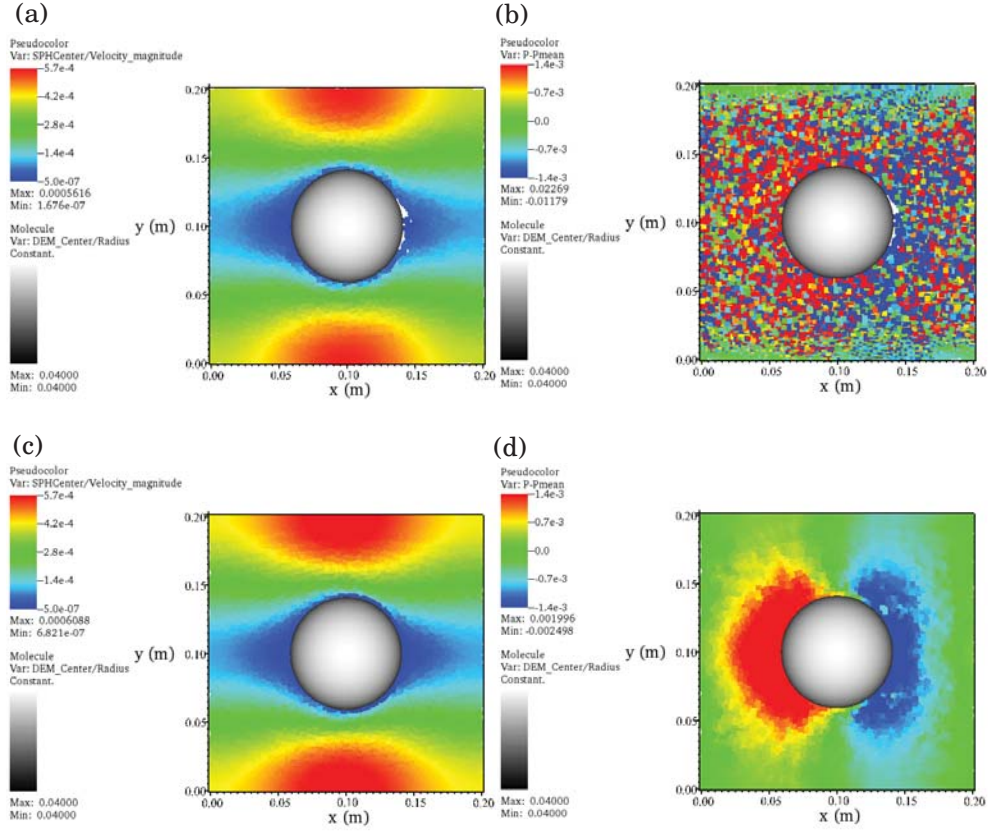 (a)
Pseudocolor
Var: SPHCenter/Velocity_magnitude
5.7e-4
4.2e-4
2.8e-4
1.4e-4
5.0e-07
Max: 0.0005616
Min: 1.676e-07
Molecule
Var: DEM_Center/Radius
Constant.
Max: 0.04000
Min: 0.04000
y (m)
0.20
0.15
0.10
0.05
0.00
0.00 0.05 0.10 0.15 0.20
x (m)
(b)
Pseudocolor
Var: P-Pmean
1.4e-3
0.7e-3
0.0
-0.7e-3
-1.4e-3
Max: 0.02269
Min: -0.01179
Molecule
Var: DEM_Center/Radius
Constant.
Max: 0.04000
Min: 0.04000
y (m)
0.20
0.15
0.10
0.05
0.00
0.00 0.05 0.10 0.15 0.20
x (m)
(c)
Pseudocolor
Var: SPHCenter/Velocity_magnitude
5.7e-4
4.2e-4
2.8e-4
1.4e-4
5.0e-07
Max: 0.0006088
Min: 6.821e-07
Molecule
Var: DEM_Center/Radius
Constant.
Max: 0.04000
Min: 0.04000
y (m)
0.20
0.15
0.10
0.05
0.00
0.00 0.05 0.10 0.15 0.20
x (m)
(d)
Pseudocolor
Var: P-Pmean
1.4e-3
0.7e-3
0.0
-0.7e-3
-1.4e-3
Max: 0.001996
Min: -0.002498
Molecule
Var: DEM_Center/Radius
Constant.
Max: 0.04000
Min: 0.04000
y (m)
0.20
0.15
0.10
0.05
0.00
0.00 0.05 0.10 0.15 0.20
x (m)